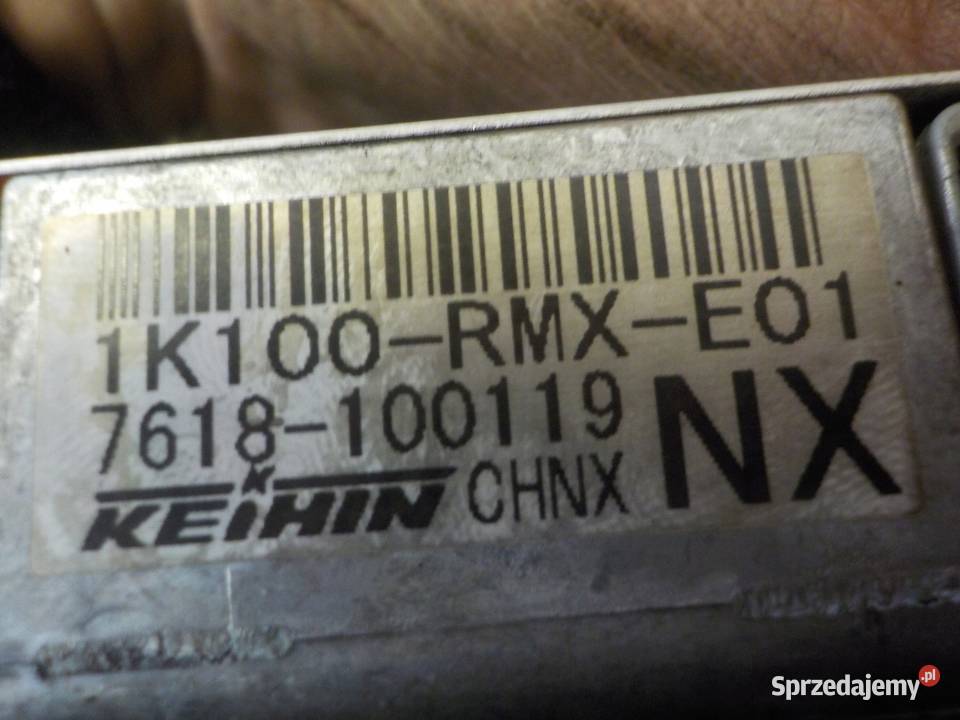 1K100-RMX-E01
7618-100119
NX
KEIHIN
CHNX
Sprzedajemy.pl